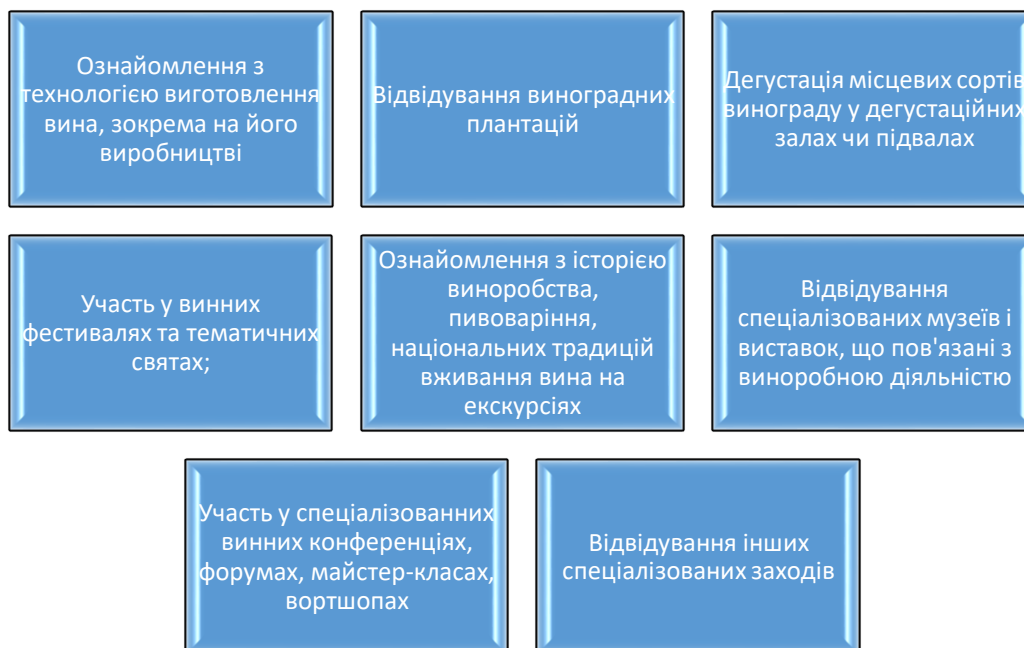 Ознайомлення з
технологією виготовлення
вина, зокрема на його
виробництві
Відвідування виноградних
плантацій
Дегустація місцевих сортів
винограду у дегустаційних
залах чи підвалах
Участь у винних
фестивалях та тематичних
святах;
Ознайомлення з історією
виноробства,
пивоваріння,
національних традицій
вживання вина на
екскурсіях
Відвідування
спеціалізованих музеїв і
виставок, що пов'язані з
виноробною діяльністю
Участь у спеціалізованних
винних конференціях,
форумах, майстер-класах,
вортшопах
Відвідування інших
спеціалізованих заходів